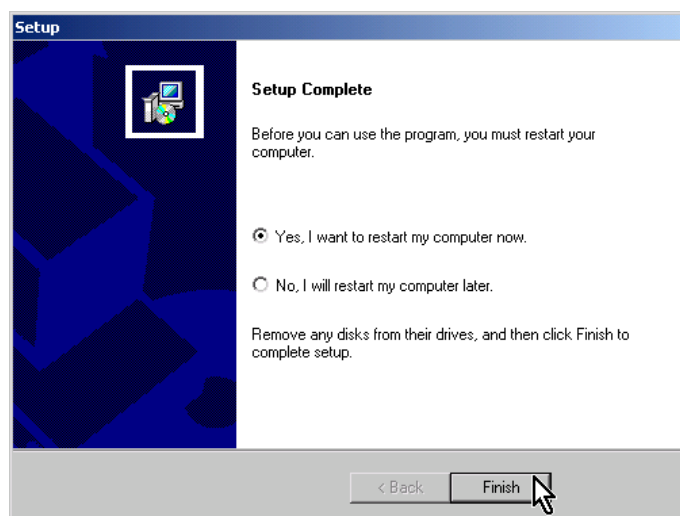 Setup
Setup Complete
Before you can use the program, you must restart your
computer.
Yes, I want to restart my computer now.
No, I will restart my computer later.
Remove any disks from their drives, and then click Finish to
complete setup.
< Back
Finish